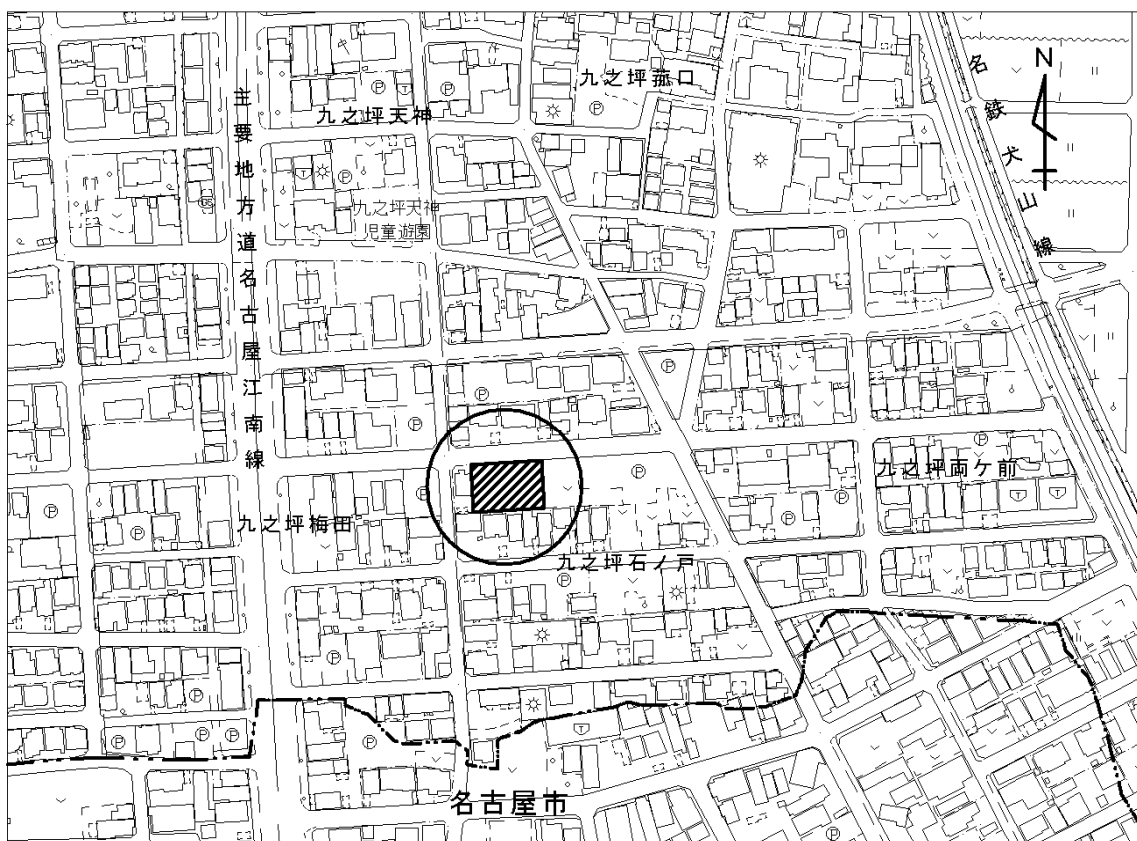 九之坪菰口
九之坪天神
九之坪天神
児童遊園
主要地方道名古屋江南線
名鉄犬山線
N
九之坪両ケ前
九之坪梅田
九之坪石ノ戸
名古屋市